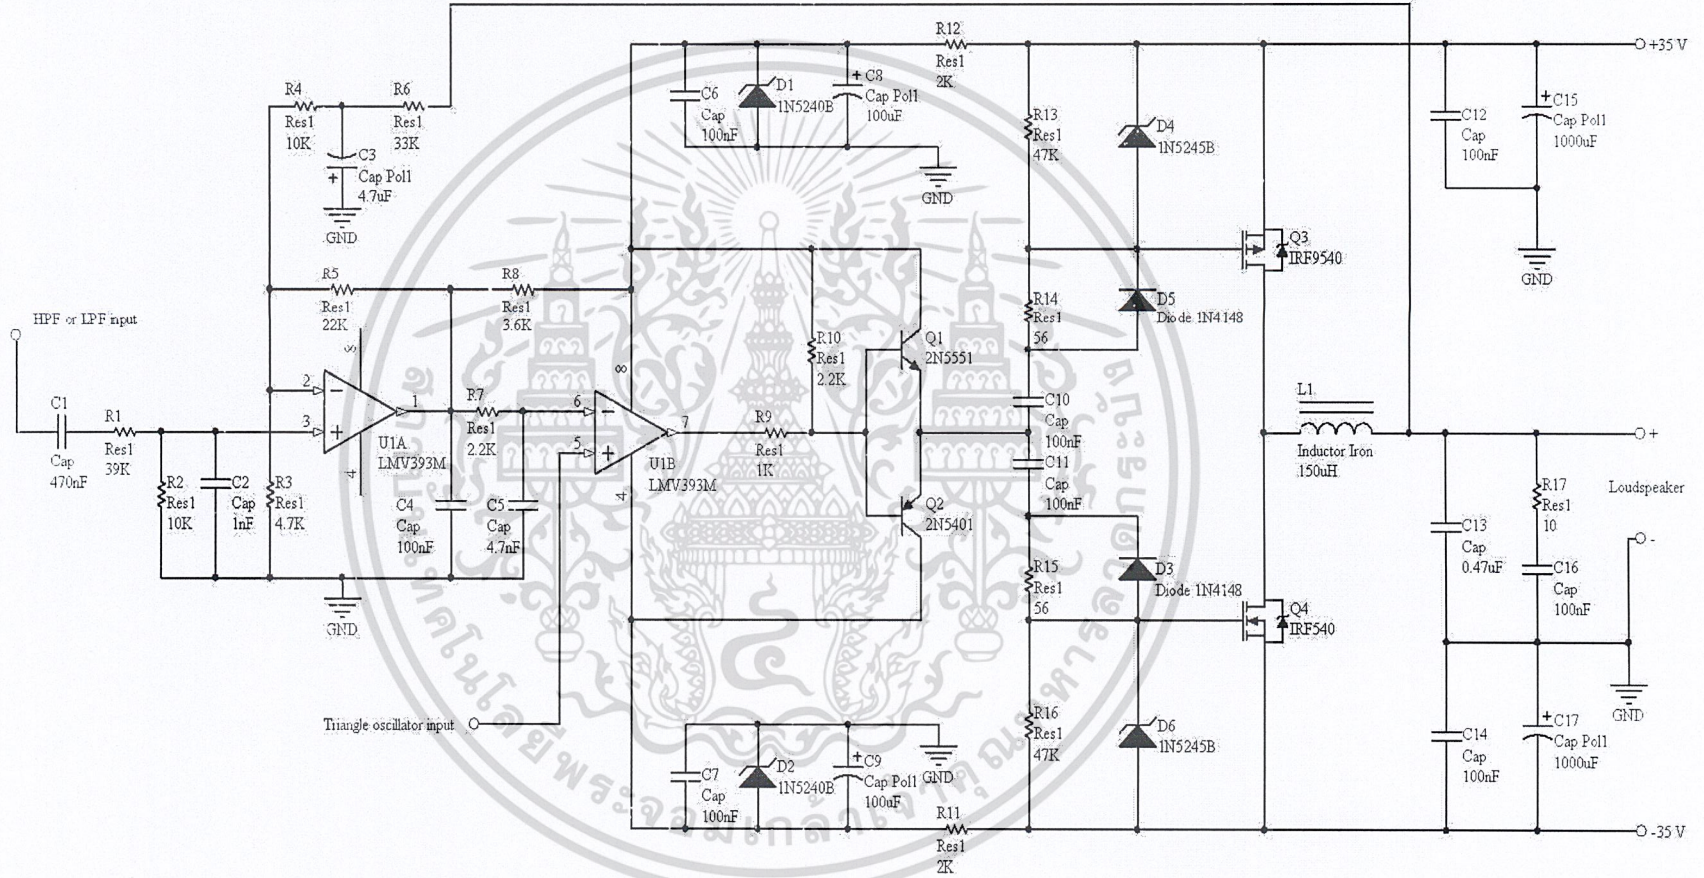 R12
Res1
2K
+35 V
R4
Res1
10K
R6
Res1
33K
C3
Cap Pol1
4.7uF
GND
C6
Cap
100nF
D1
1N5240B
C8
Cap Pol1
100uF
GND
R13
Res1
47K
D4
1N5245B
C12
Cap
100nF
C15
Cap Pol1
1000uF
GND
Q3
IRF9540
R5
Res1
22K
R8
Res1
3.6K
R14
Res1
56
D5
Diode 1N4148
HPF or LPF input
C1
Cap
470nF
R1
Res1
39K
R2
Res1
10K
C2
Cap
1nF
R3
Res1
4.7K
8
2
3
1
4
U1A
LMV393M
R7
Res1
2.2K
C4
Cap
100nF
C5
Cap
4.7nF
GND
8
6
5
7
4
U1B
LMV393M
R9
Res1
1K
R10
Res1
2.2K
Q1
2N5551
Q2
2N5401
C10
Cap
100nF
C11
Cap
100nF
L1
Inductor Iron
150uH
+
Loudspeaker
-
R17
Res1
10
C13
Cap
0.47uF
C16
Cap
100nF
R15
Res1
56
D3
Diode 1N4148
Q4
IRF540
GND
Triangle oscillator input
C7
Cap
100nF
D2
1N5240B
C9
Cap Pol1
100uF
GND
R16
Res1
47K
D6
1N5245B
C14
Cap
100nF
C17
Cap Pol1
1000uF
R11
Res1
2K
-35 V